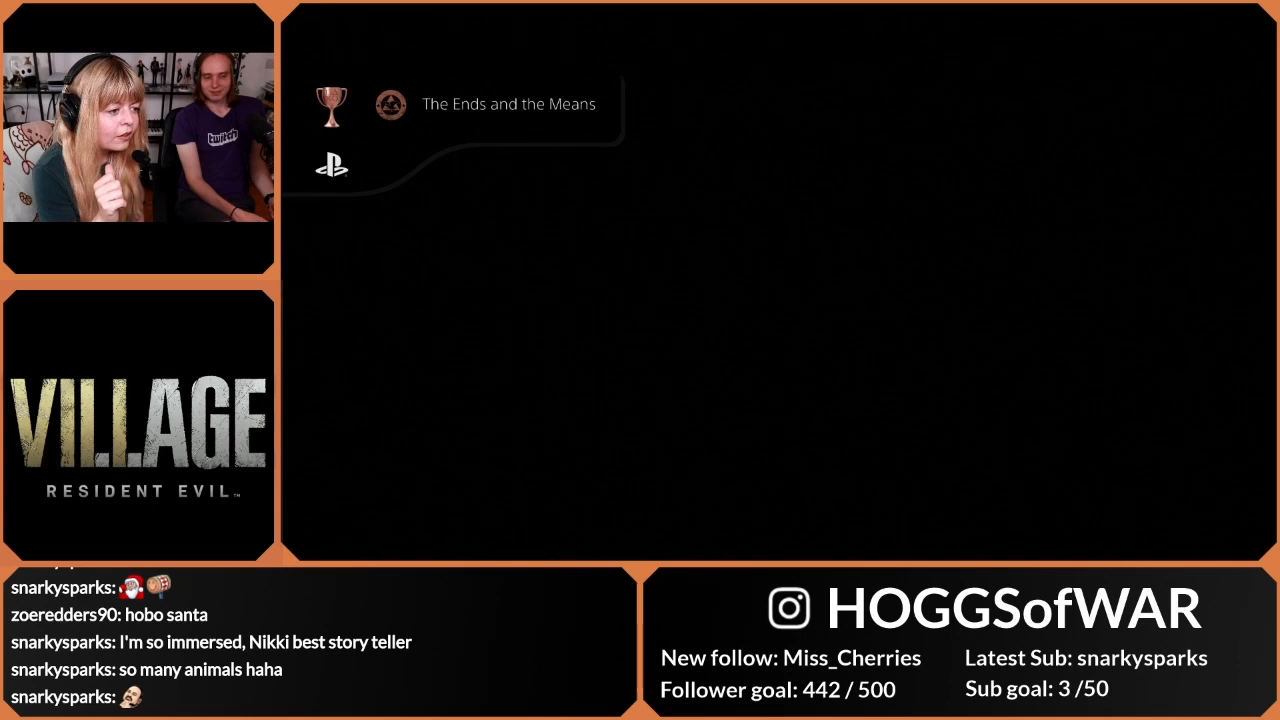 The Ends and the Means
twitch
VILLAGE
RESIDENT EVIL™
snarkysparks:
zoeredders90: hobo santa
snarkysparks: I'm so immersed, Nikki best story teller
snarkysparks: so many animals haha
snarkysparks:
HOGGSofWAR
New follow: Miss_Cherries
Latest Sub: snarkysparks
Follower goal: 442 / 500
Sub goal: 3 /50